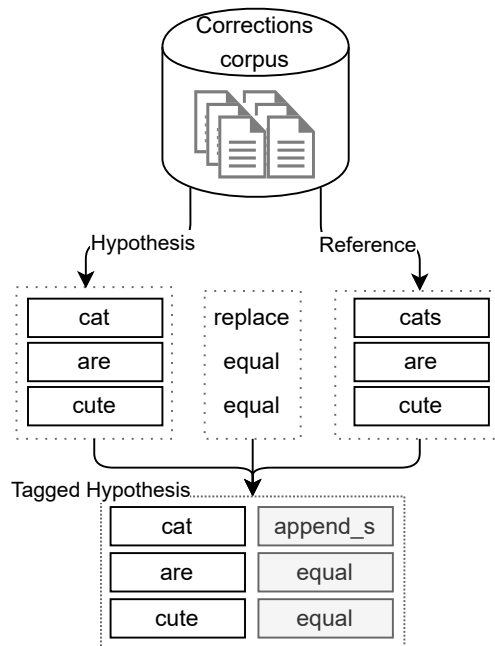 Corrections
corpus
Hypothesis
Reference
cat
replace
cats
are
equal
are
cute
equal
cute
Tagged Hypothesis
cat
append_s
are
equal
cute
equal